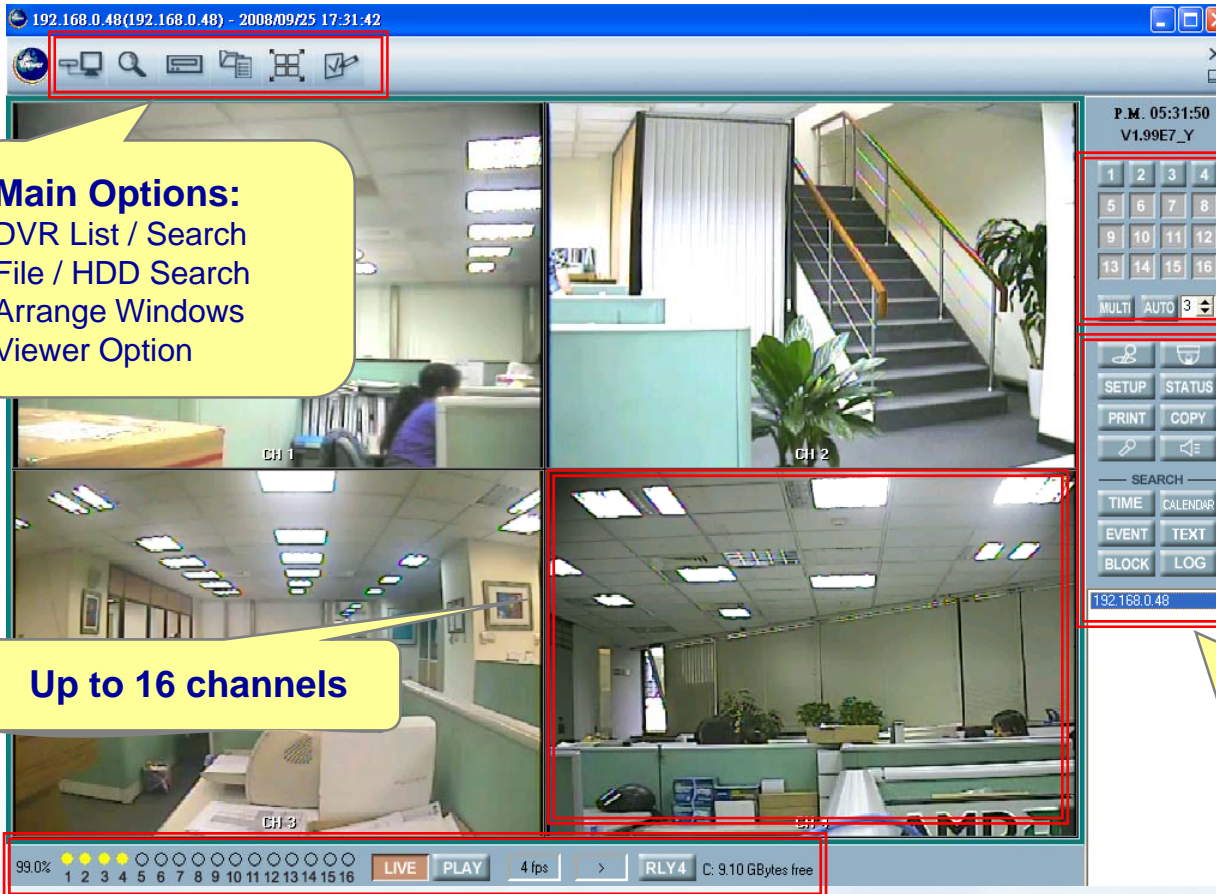 192.168.0.48(192.168.0.48) - 2008/09/25 17:31:42
P.M. 05:31:50
V1.99E7_Y
Main Options:
DVR List / Search
File / HDD Search
Arrange Windows
Viewer Option
1 2 3 4
5 6 7 8
9 10 11 12
13 14 15 16
MULTI AUTO 3
SETUP STATUS
PRINT COPY
SEARCH
TIME CALENDAR
EVENT TEXT
BLOCK LOG
192.168.0.48
CH 1
CH 2
Up to 16 channels
CH 3
CH
AMD
99.0% 1 2 3 4 5 6 7 8 9 10 11 12 13 14 15 16 LIVE PLAY 4 fps > RLY4 C: 9.10 GBytes free